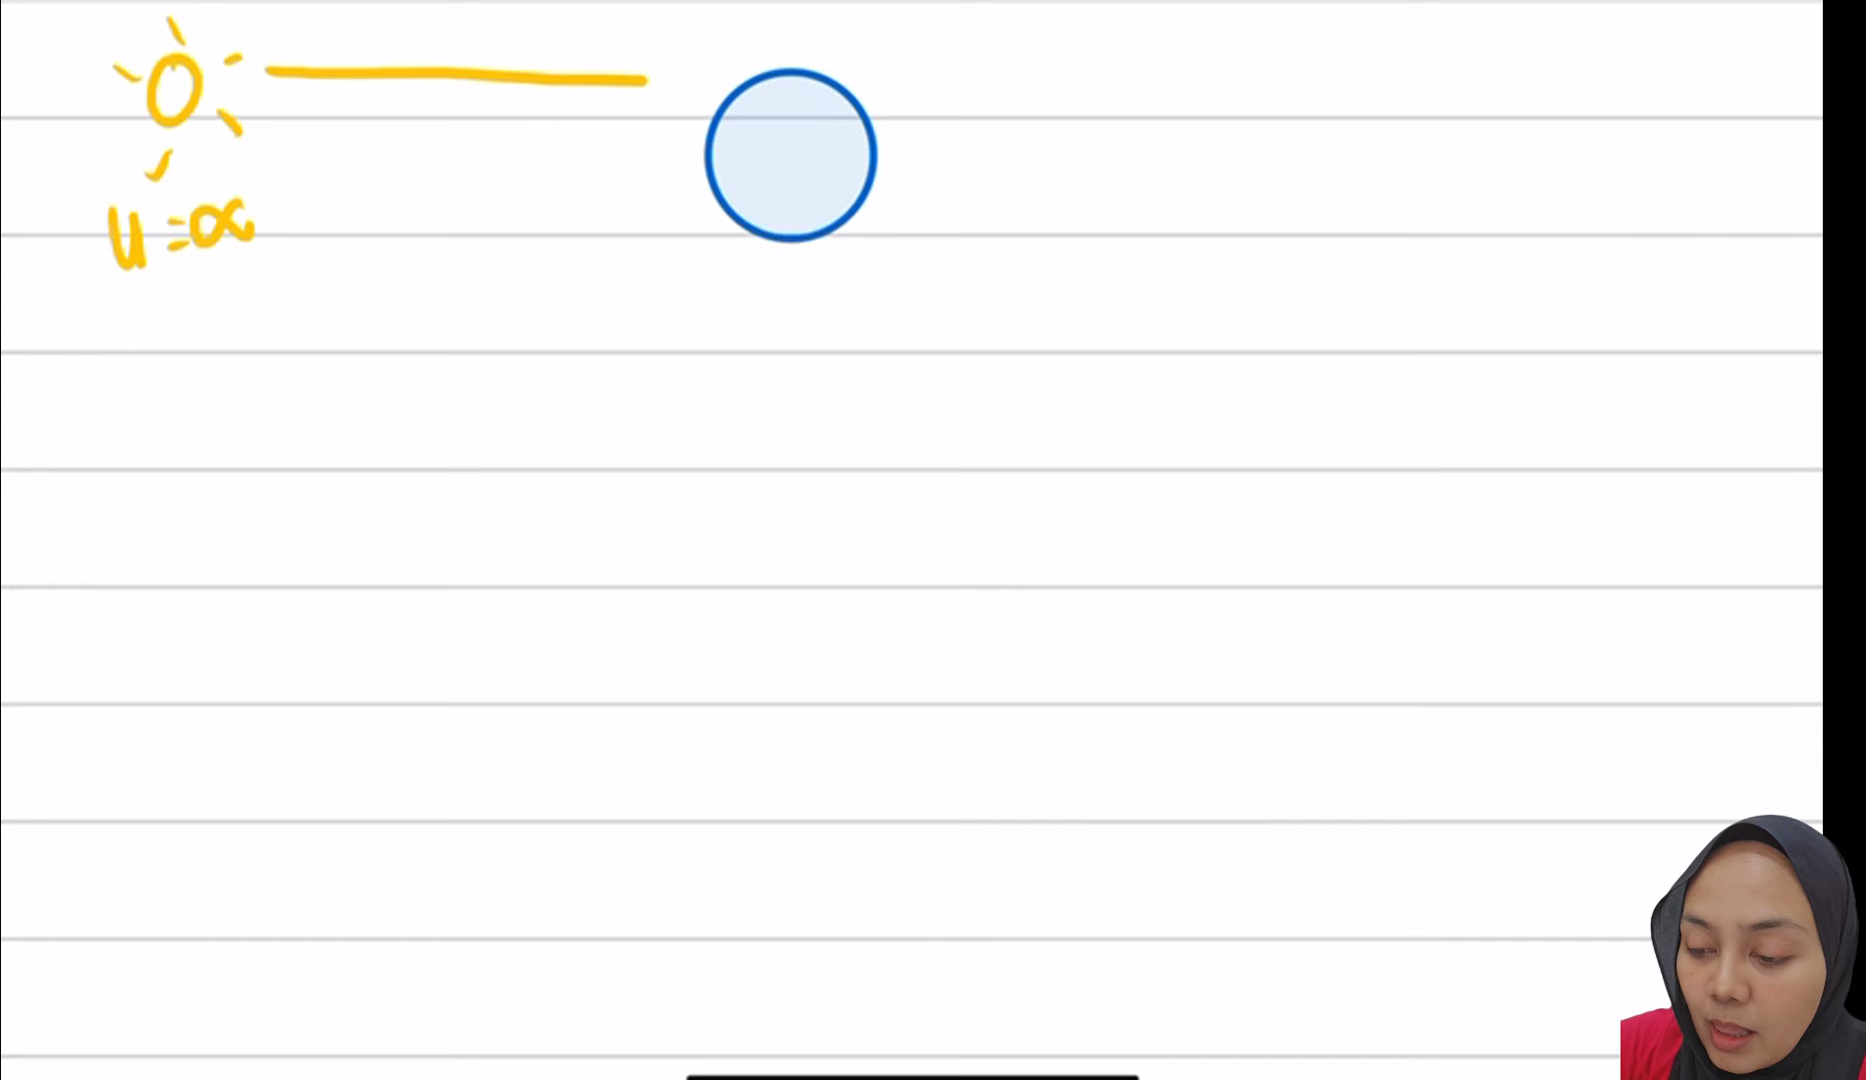 u = ∞